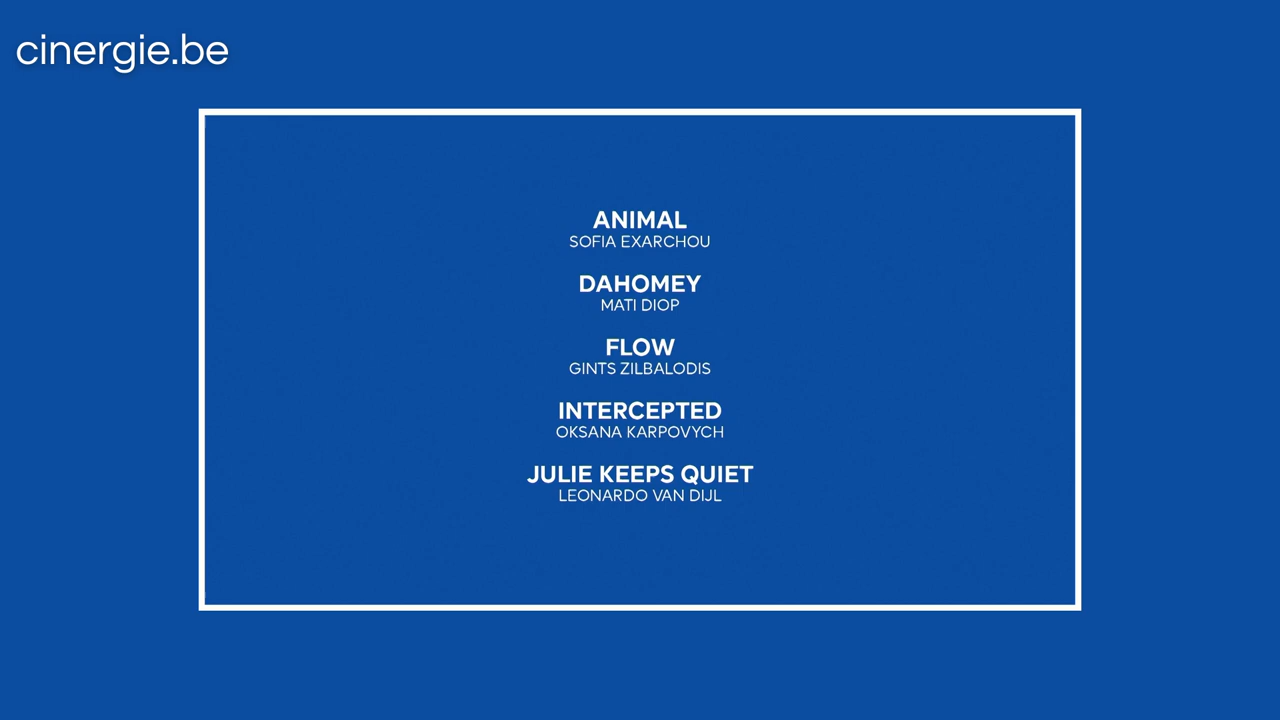 cinergie.be
ANIMAL
SOFIA EXARCHOU
DAHOMEY
MATI DIOP
FLOW
GINTS ZILBALODIS
INTERCEPTED
OKSANA KARPOVYCH
JULIE KEEPS QUIET
LEONARDO VAN DIJL